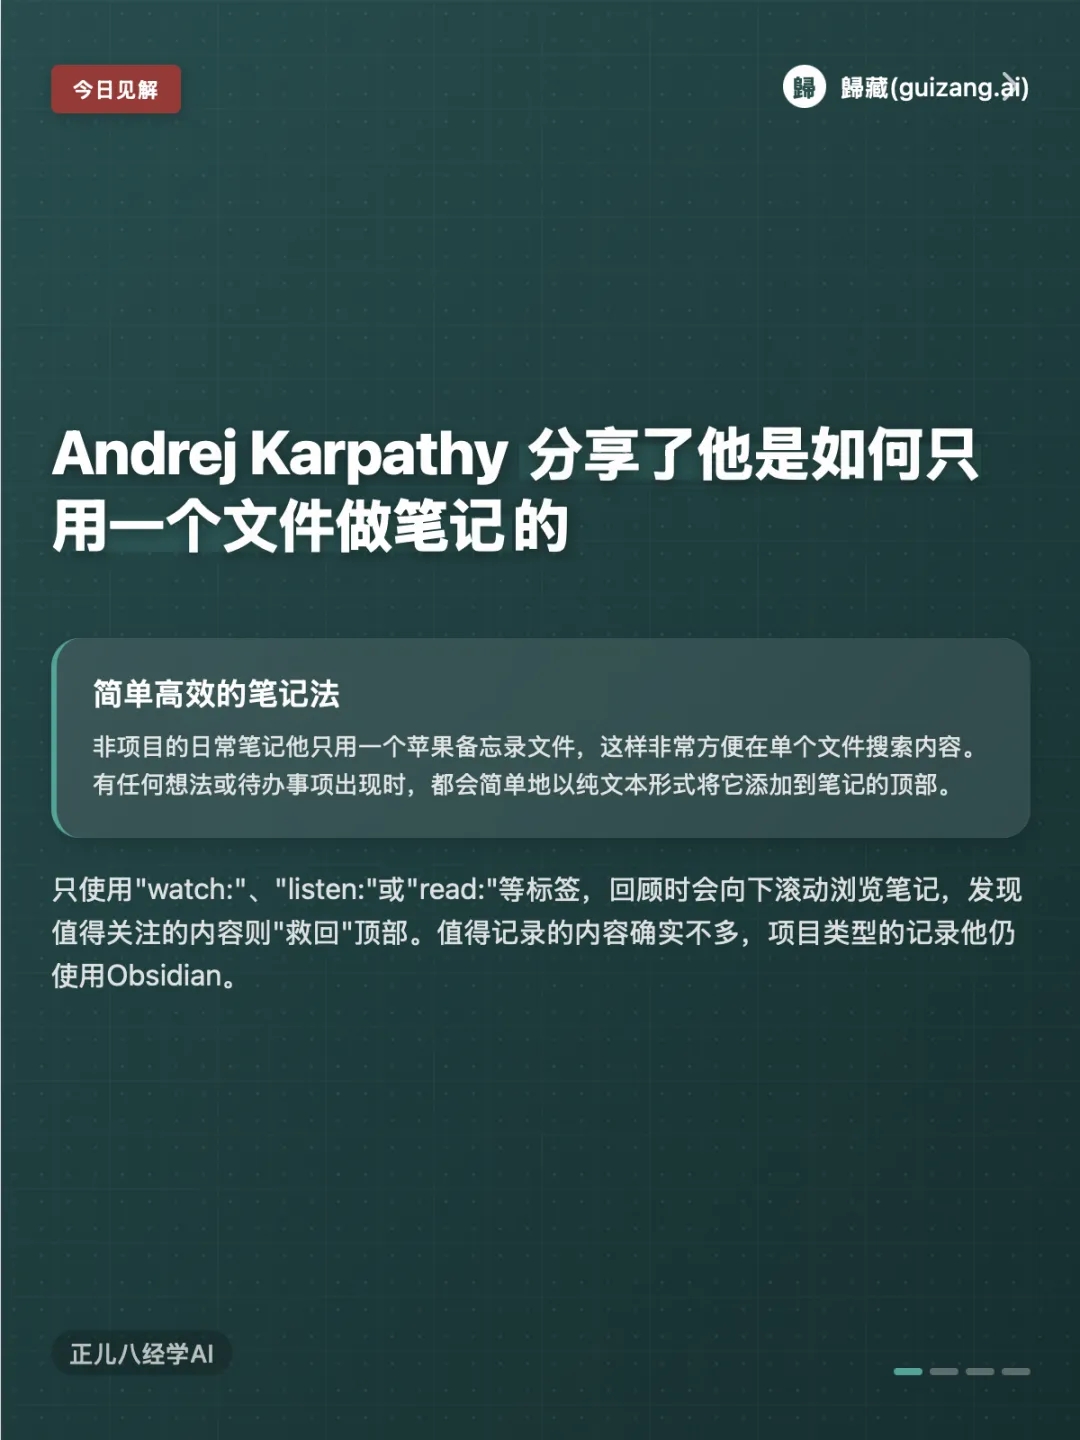 今日见解
歸 歸藏(guizang.ai)
Andrej Karpathy 分享了他是如何只
用一个文件做笔记的
简单高效的笔记法
非项目的日常笔记他只用一个苹果备忘录文件，这样非常方便在单个文件搜索内容。
有任何想法或待办事项出现时，都会简单地以纯文本形式将它添加到笔记的顶部。
只使用"watch:"、"listen:"或"read:"等标签，回顾时会向下滚动浏览笔记，发现
值得关注的内容则"救回"顶部。值得记录的内容确实不多，项目类型的记录他仍
使用Obsidian。
正儿八经学AI